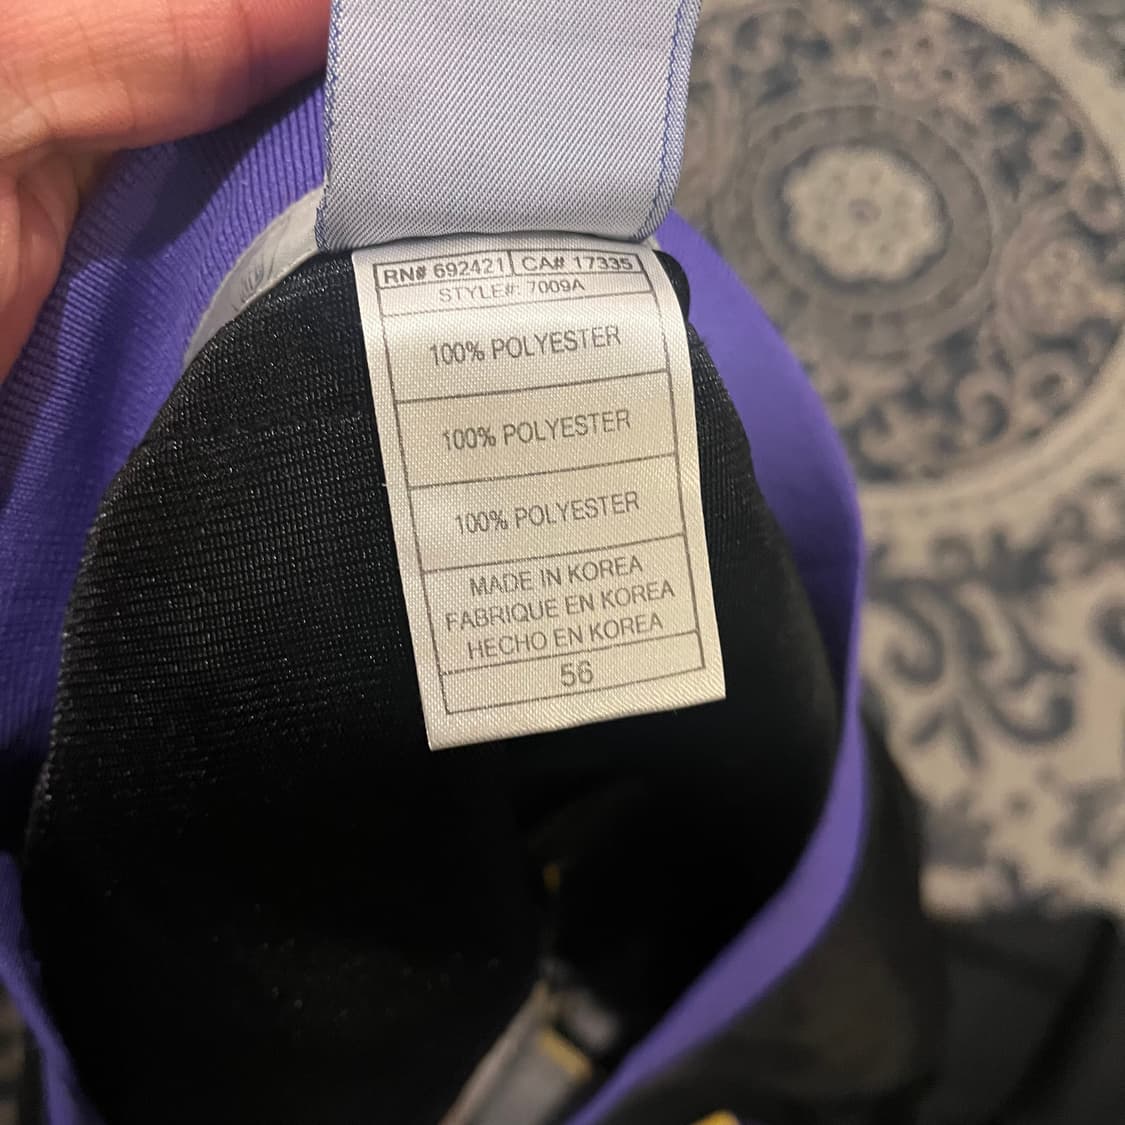 RN# 692421 CA# 17335
STYLE#: 7009A
100% POLYESTER
100% POLYESTER
100% POLYESTER
MADE IN KOREA
FABRIQUE EN KOREA
HECHO EN KOREA
56